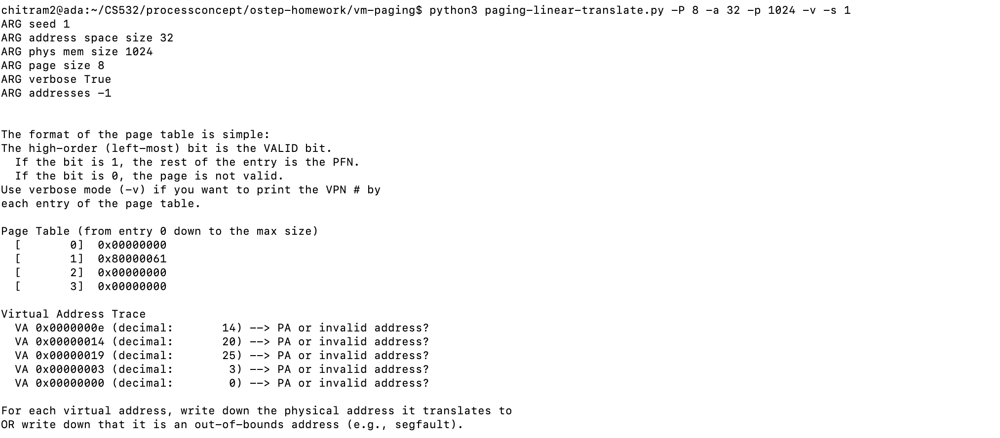 chitram2@ada:~/CS532/processconcept/ostep-homework/vm-paging$ python3 paging-linear-translate.py -P 8 -a 32 -p 1024 -v -s 1
ARG seed 1
ARG address space size 32
ARG phys mem size 1024
ARG page size 8
ARG verbose True
ARG addresses -1

The format of the page table is simple:
The high-order (left-most) bit is the VALID bit.
  If the bit is 1, the rest of the entry is the PFN.
  If the bit is 0, the page is not valid.
Use verbose mode (-v) if you want to print the VPN # by
each entry of the page table.

Page Table (from entry 0 down to the max size)
  [       0]  0x00000000
  [       1]  0x80000061
  [       2]  0x00000000
  [       3]  0x00000000

Virtual Address Trace
  VA 0x0000000e (decimal:       14) --> PA or invalid address?
  VA 0x00000014 (decimal:       20) --> PA or invalid address?
  VA 0x00000019 (decimal:       25) --> PA or invalid address?
  VA 0x00000003 (decimal:        3) --> PA or invalid address?
  VA 0x00000000 (decimal:        0) --> PA or invalid address?

For each virtual address, write down the physical address it translates to
OR write down that it is an out-of-bounds address (e.g., segfault).